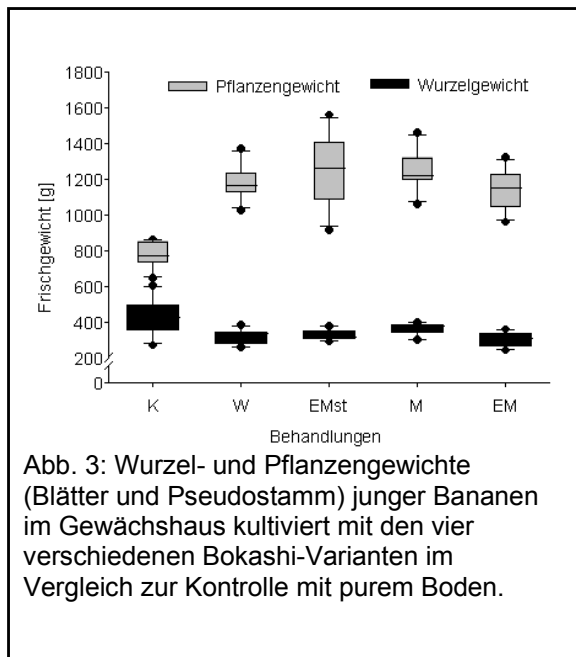 1800
1600
1400
1200
1000
800
600
400
200
0
Pflanzengewicht
Wurzelgewicht
Frischgewicht [g]
K W EMst M EM
Behandlungen
Abb. 3: Wurzel- und Pflanzengewichte
(Blätter und Pseudostamm) junger Bananen
im Gewächshaus kultiviert mit den vier
verschiedenen Bokashi-Varianten im
Vergleich zur Kontrolle mit purem Boden.